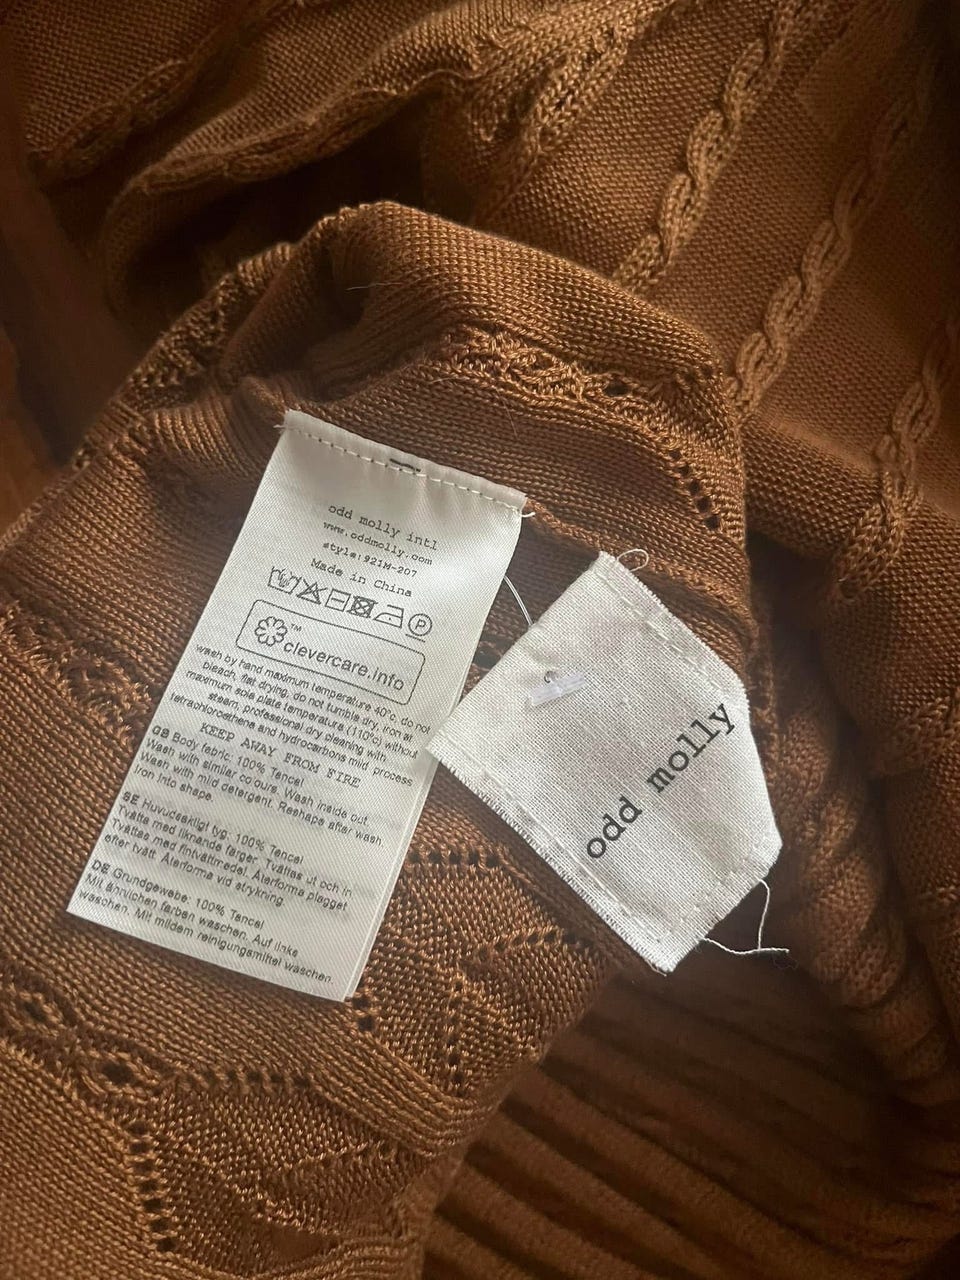 odd molly intl
www.oddmolly.com
style:921M-207
Made in China
P
™
clevercare.info
wash by hand maximum temperature 40°c, do not
bleach, flat drying, do not tumble dry, iron at
maximum sole plate temperature (110°c) without
steam, professional dry cleaning with
tetrachloroethene and hydrocarbons mild process
KEEP AWAY FROM FIRE
GB Body fabric: 100% Tencel
Wash with similar colours. Wash inside out.
Wash with mild detergent. Reshape after wash.
Iron into shape.
SE Huvudsakligt tyg: 100% Tencel
Tvätta med liknande färger. Tvättas ut och in
Tvättas med fintvättmedel. Återforma plagget
efter tvätt. Återforma vid strykning.
DE Grundgewebe: 100% Tencel
Mit ähnlichen farben waschen. Auf links
waschen. Mit mildem reinigungsmittel waschen.
odd molly